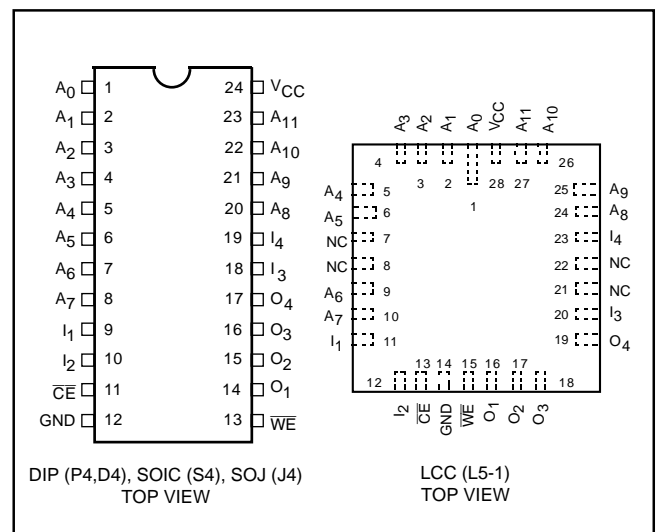 A0 1 24 VCC
A1 2 23 A11
A2 3 22 A10
A3 4 21 A9
A4 5 20 A8
A5 6 19 I4
A6 7 18 I3
A7 8 17 O4
I1 9 16 O3
I2 10 15 O2
C̅E̅ 11 14 O1
GND 12 13 W̅E̅
DIP (P4,D4), SOIC (S4), SOJ (J4)
TOP VIEW
A3 A2 A1 A0 VCC A11 A10
4 3 2 1 28 27 26
A4 5 25 A9
A5 6 24 A8
NC 7 23 I4
NC 8 22 NC
A6 9 21 NC
A7 10 20 I3
I1 11 19 O4
12 13 14 15 16 17 18
I2 C̅E̅ GND W̅E̅ O1 O2 O3
LCC (L5-1)
TOP VIEW